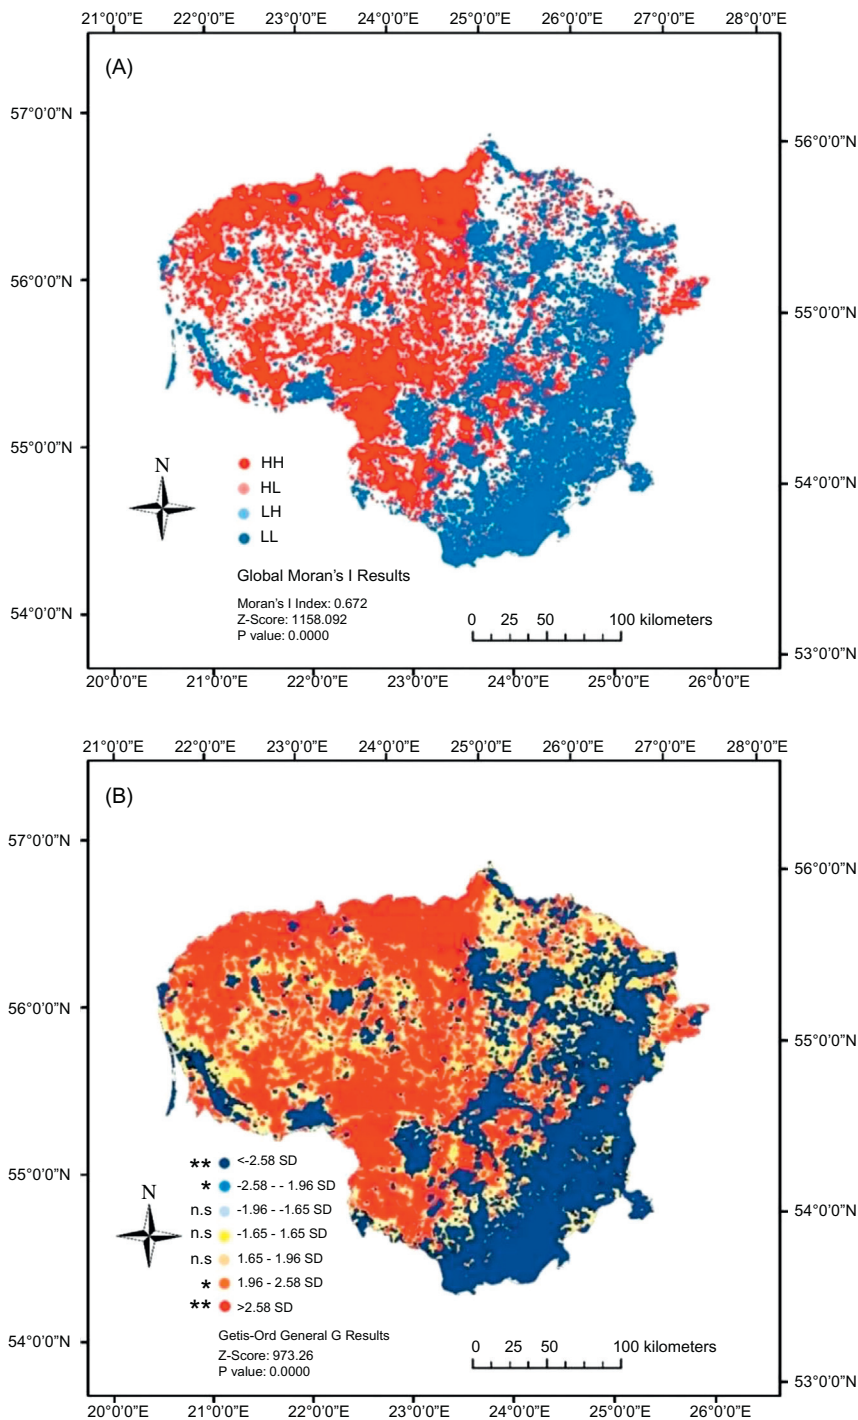 21°0'0"E 22°0'0"E 23°0'0"E 24°0'0"E 25°0'0"E 26°0'0"E 27°0'0"E 28°0'0"E
(A)
57°0'0"N
56°0'0"N
56°0'0"N
55°0'0"N
55°0'0"N
54°0'0"N
54°0'0"N
53°0'0"N
N
HH
HL
LH
LL
Global Moran's I Results
Moran's I Index: 0.672
Z-Score: 1158.092
P value: 0.0000
0 25 50 100 kilometers
20°0'0"E 21°0'0"E 22°0'0"E 23°0'0"E 24°0'0"E 25°0'0"E 26°0'0"E
21°0'0"E 22°0'0"E 23°0'0"E 24°0'0"E 25°0'0"E 26°0'0"E 27°0'0"E 28°0'0"E
(B)
57°0'0"N
56°0'0"N
56°0'0"N
55°0'0"N
55°0'0"N
54°0'0"N
54°0'0"N
53°0'0"N
N
** <-2.58 SD
* -2.58 - - 1.96 SD
n.s -1.96 - -1.65 SD
n.s -1.65 - 1.65 SD
n.s 1.65 - 1.96 SD
* 1.96 - 2.58 SD
** >2.58 SD
Getis-Ord General G Results
Z-Score: 973.26
P value: 0.0000
0 25 50 100 kilometers
20°0'0"E 21°0'0"E 22°0'0"E 23°0'0"E 24°0'0"E 25°0'0"E 26°0'0"E